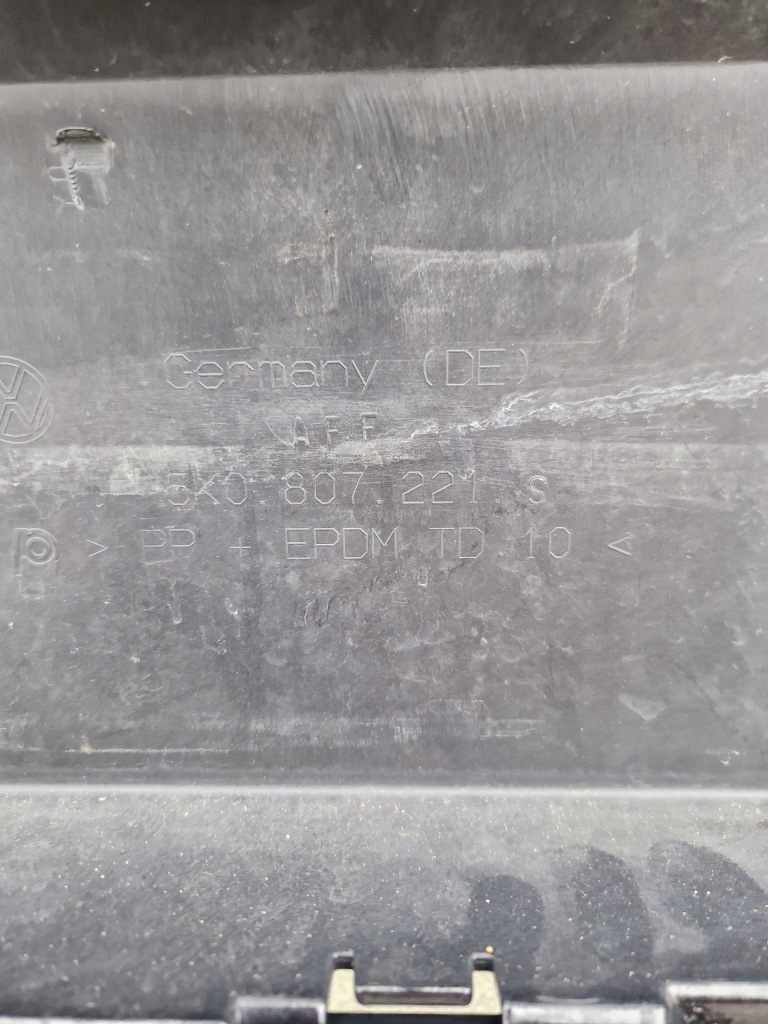 Germany (DE)
AFF
5K0.807.221.S
> PP + EPDM TD 10 <